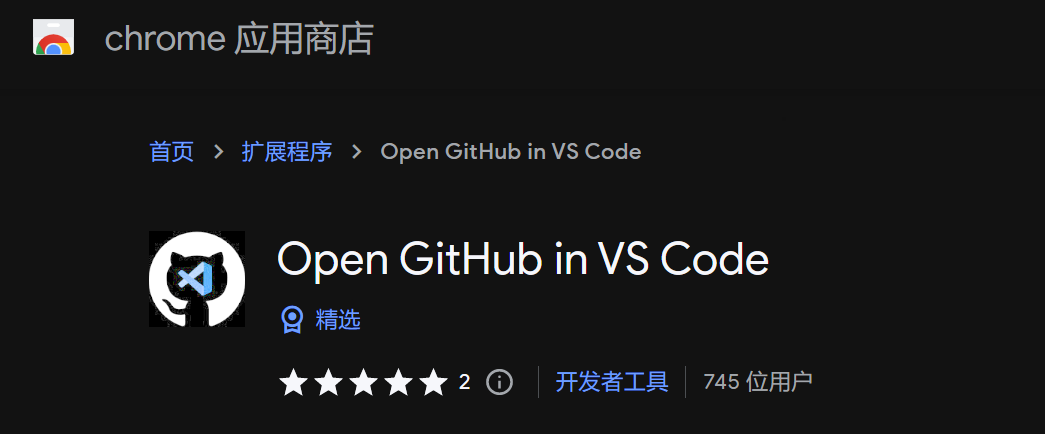 chrome 应用商店
首页 > 扩展程序 > Open GitHub in VS Code
Open GitHub in VS Code
精选
2 开发者工具 745 位用户